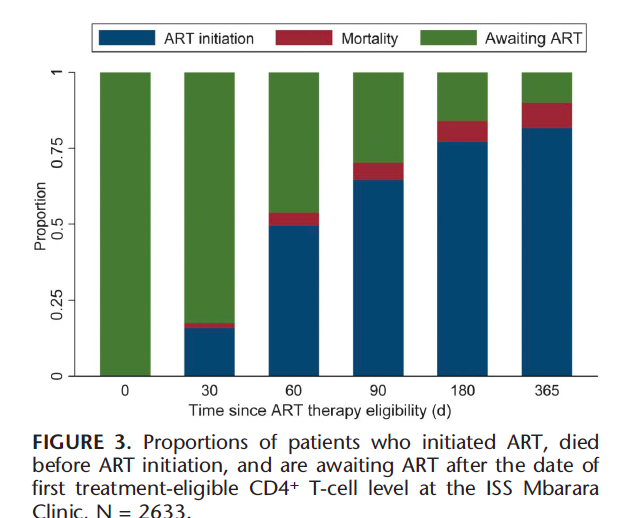 ART initiation Mortality Awaiting ART
1
0.75
0.5
0.25
0
Proportion
0 30 60 90 180 365
Time since ART therapy eligibility (d)
FIGURE 3. Proportions of patients who initiated ART, died
before ART initiation, and are awaiting ART after the date of
first treatment-eligible CD4+ T-cell level at the ISS Mbarara
Clinic. N = 2633.